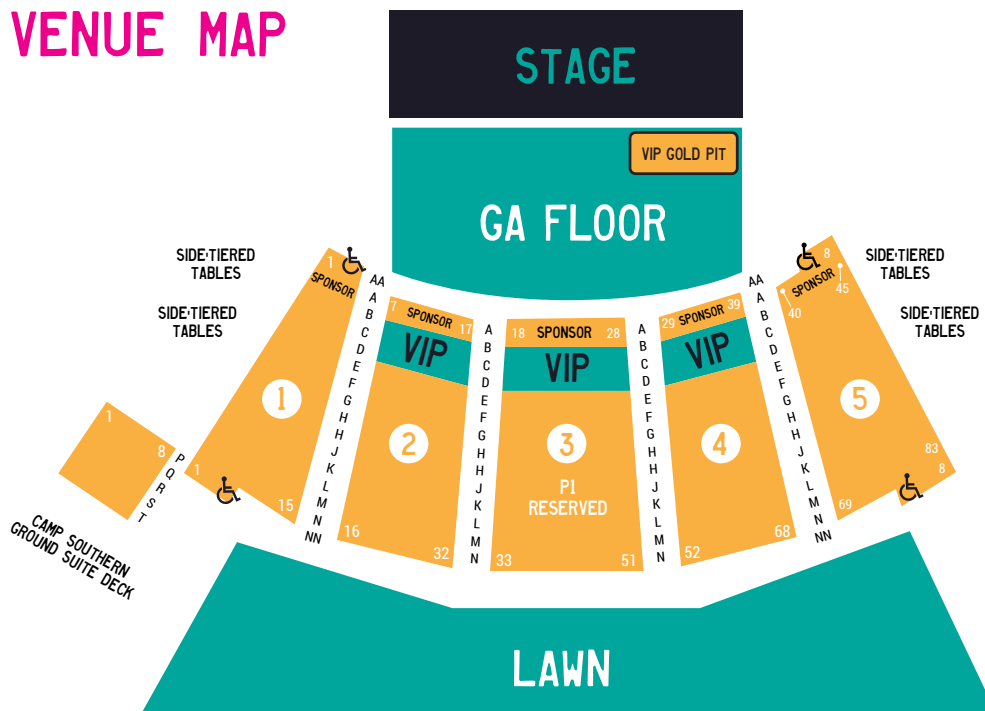 VENUE MAP
STAGE
VIP GOLD PIT
GA FLOOR
SIDE-TIERED
TABLES
SIDE-TIERED
TABLES
SIDE-TIERED
TABLES
SIDE-TIERED
TABLES
1
SPONSOR
1
1
15
AA
A
B
C
D
E
F
G
H
H
J
K
L
M
N
NN
7
SPONSOR
17
VIP
2
16
32
A
B
C
D
E
F
G
H
H
J
K
L
M
N
18
SPONSOR
28
VIP
3
P1
RESERVED
33
51
A
B
C
D
E
F
G
H
H
J
K
L
M
N
29
SPONSOR
39
VIP
4
52
68
AA
A
B
C
D
E
F
G
H
H
J
K
L
M
N
NN
8
SPONSOR
45
40
5
83
8
69
1
8
P
Q
R
S
T
CAMP SOUTHERN
GROUND SUITE DECK
LAWN